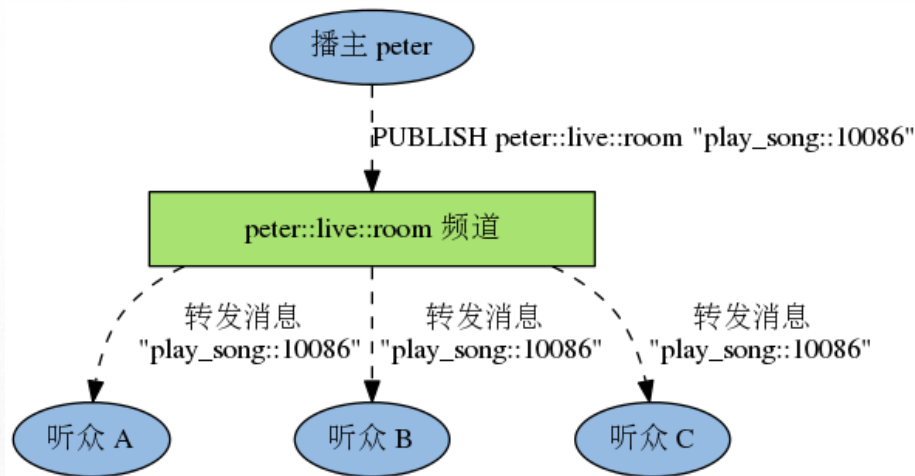 播主 peter
PUBLISH peter::live::room "play_song::10086"
peter::live::room 频道
转发消息
"play_song::10086"
转发消息
"play_song::10086"
转发消息
"play_song::10086"
听众 A
听众 B
听众 C